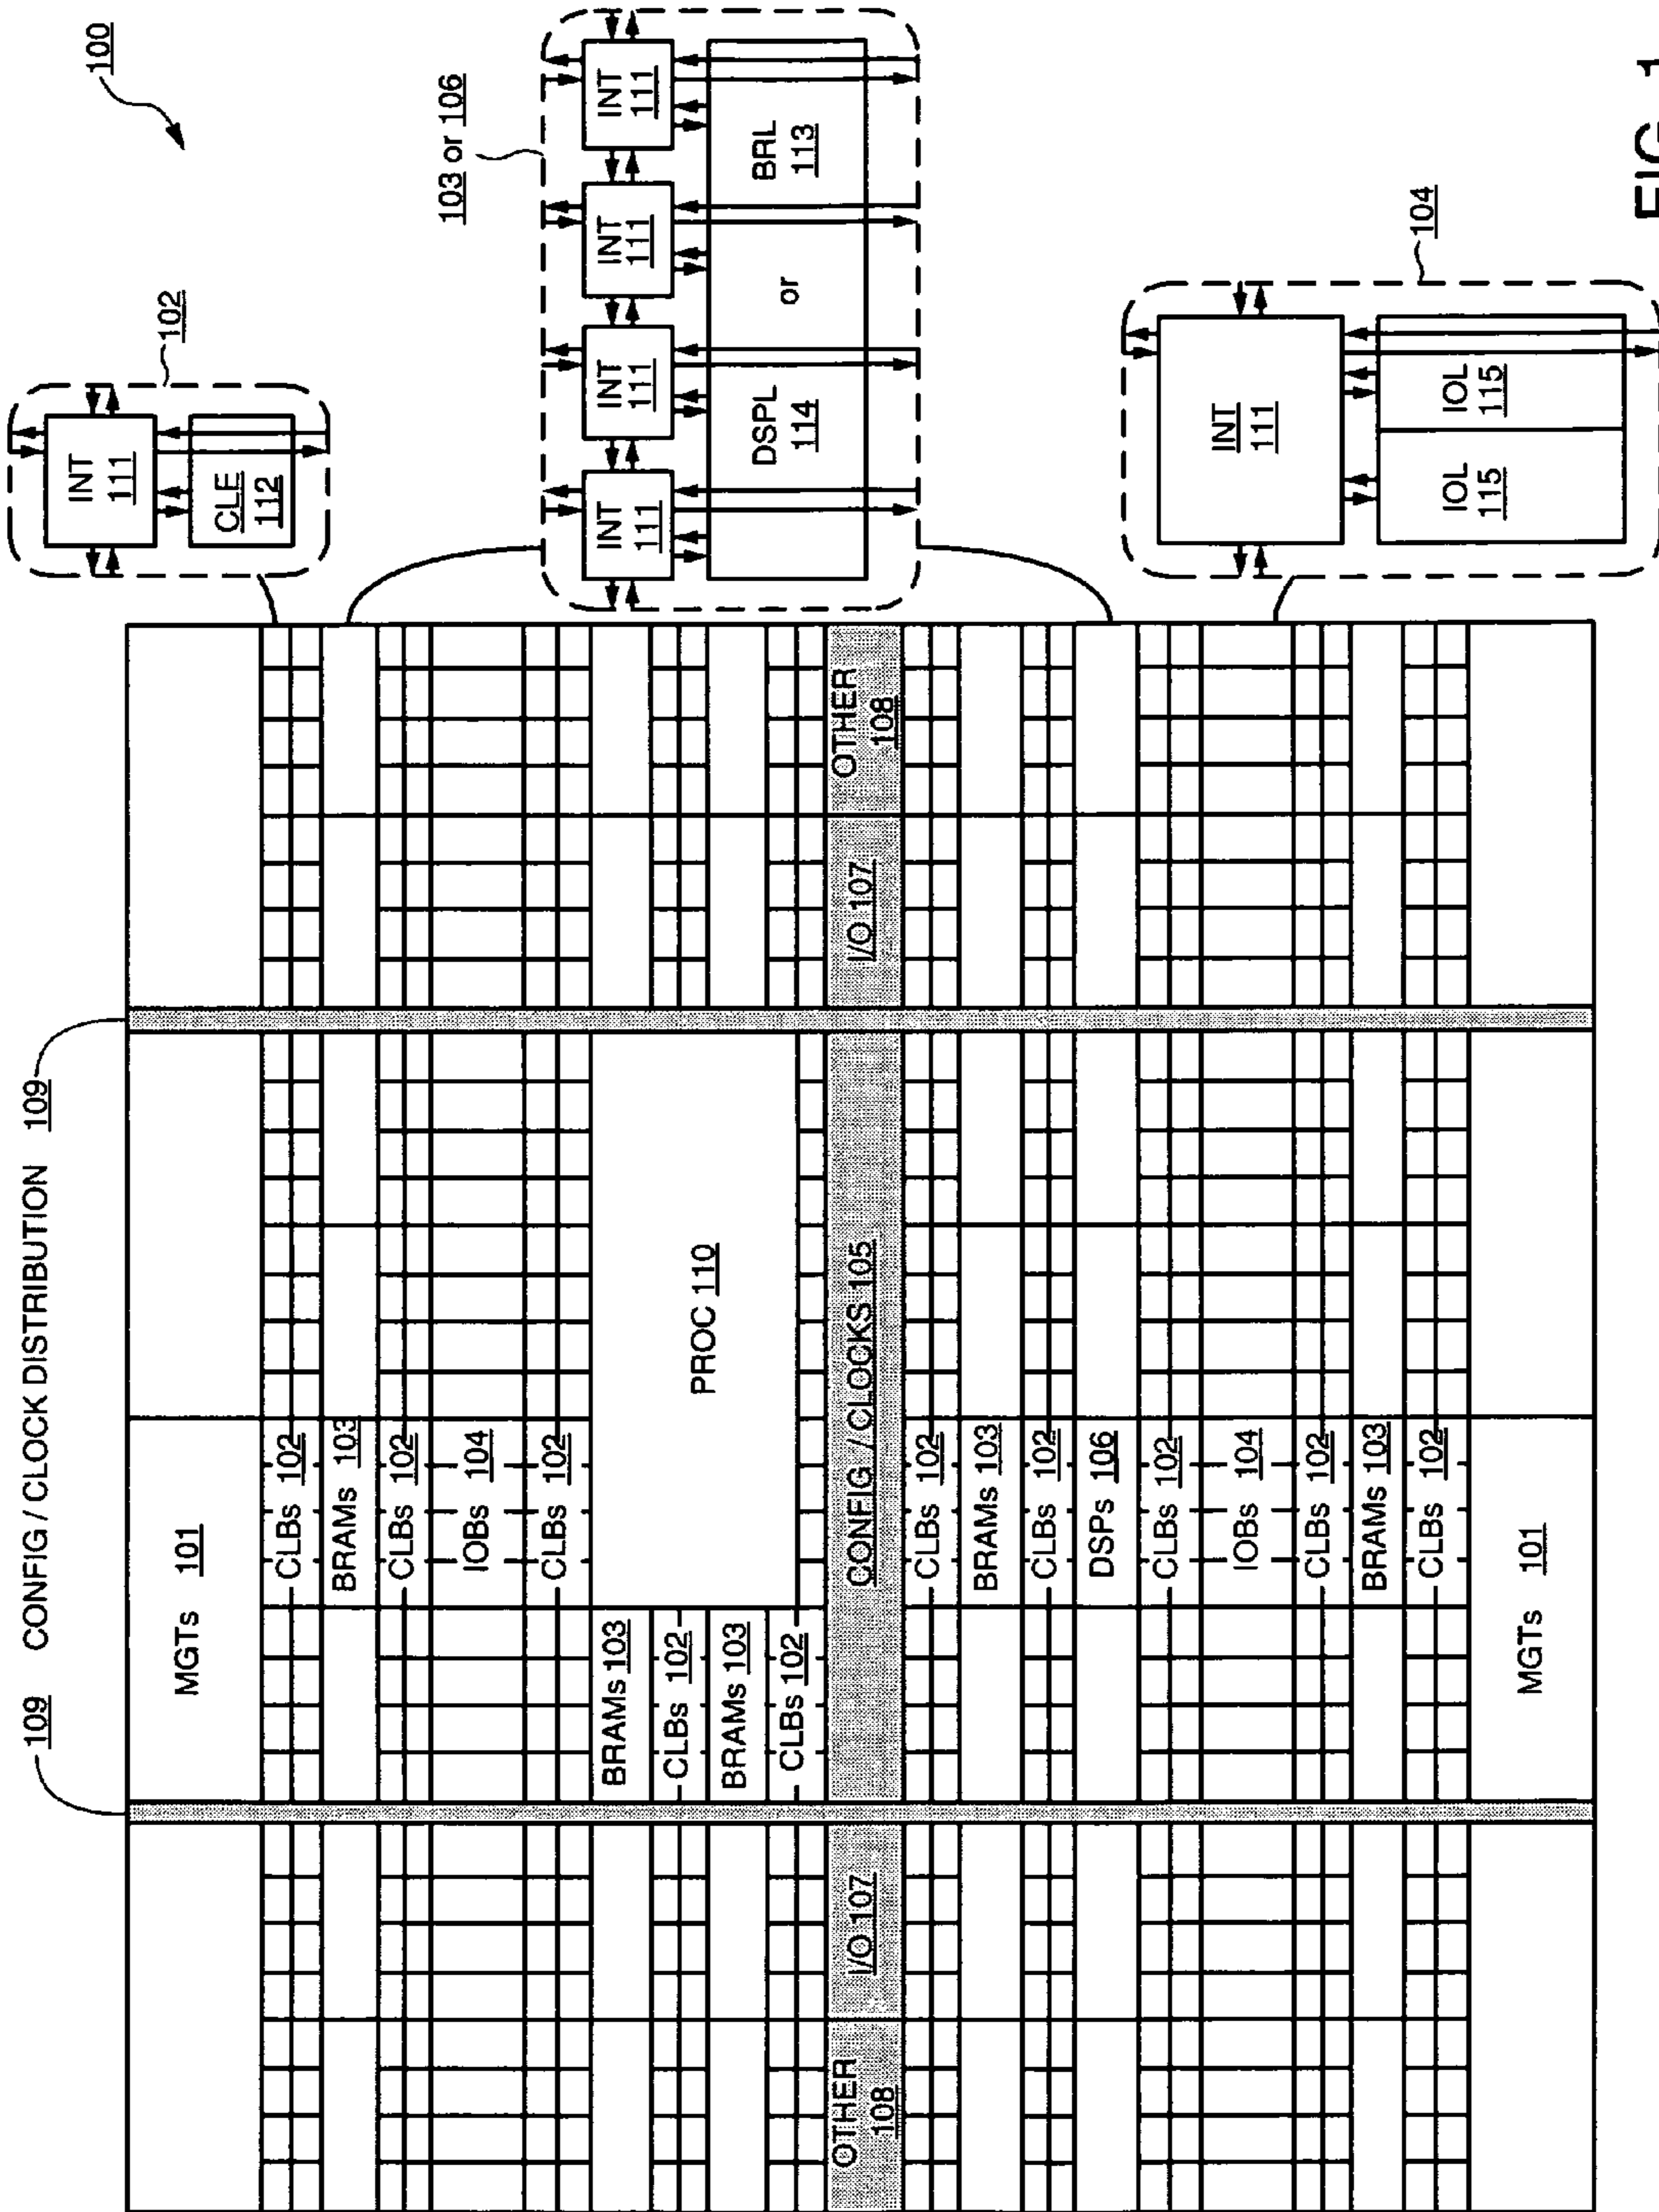 100
CONFIG / CLOCK DISTRIBUTION
109
109
102
INT
111
CLE
112
103 or 106
INT
111
INT
111
INT
111
INT
111
DSPL
114
or
BRL
113
104
INT
111
IOL
115
IOL
115
MGTs 101
CLBs 102
BRAMs 103
CLBs 102
IOBs 104
CLBs 102
BRAMs 103
CLBs 102
BRAMs 103
CLBs 102
PROC 110
OTHER
108
I/O 107
CONFIG / CLOCKS 105
I/O 107
OTHER
108
CLBs 102
BRAMs 103
CLBs 102
DSPs 106
CLBs 102
IOBs 104
CLBs 102
BRAMs 103
CLBs 102
MGTs 101
FIG. 1